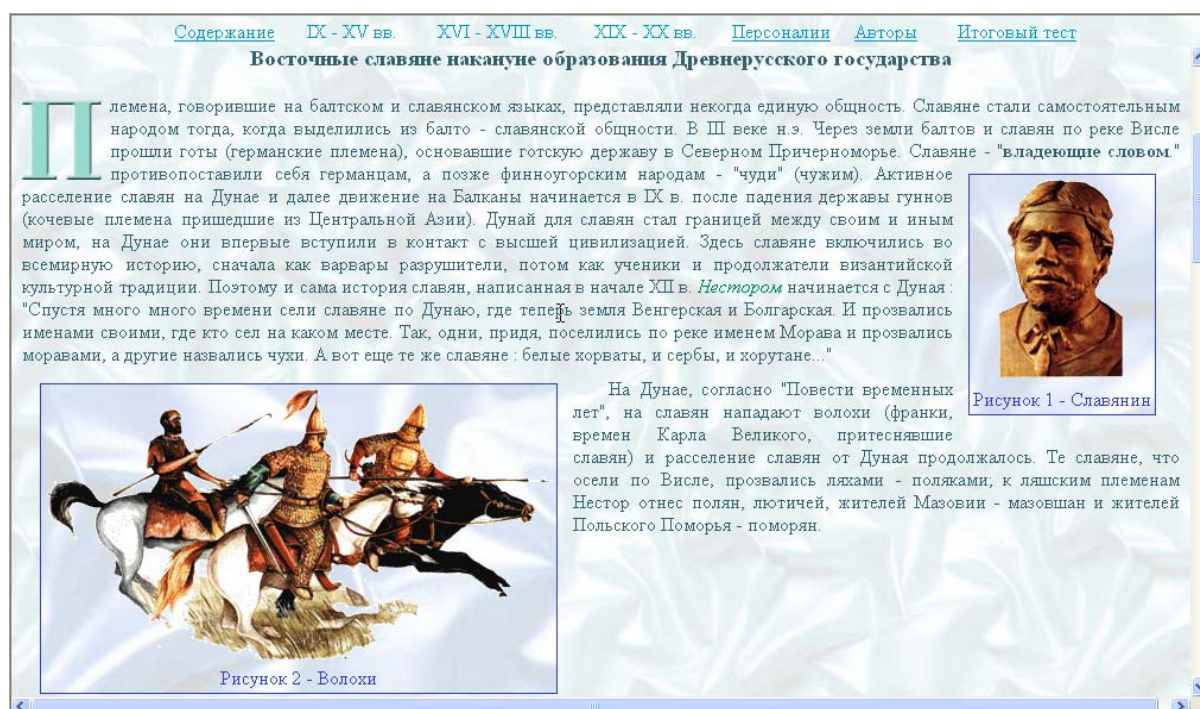 Содержание IX - XV вв. XVI - XVIII вв. XIX - XX вв. Персоналии Авторы Итоговый тест
Восточные славяне накануне образования Древнерусского государства
Племена, говорившие на балтском и славянском языках, представляли некогда единую общность. Славяне стали самостоятельным
народом тогда, когда выделились из балто - славянской общности. В III веке н.э. Через земли балтов и славян по реке Висле
прошли готы (германские племена), основавшие готскую державу в Северном Причерноморье. Славяне - "владеющие словом."
противопоставили себя германцам, а позже финноугорским народам - "чуди" (чужим). Активное
расселение славян на Дунае и далее движение на Балканы начинается в IX в. после падения державы гуннов
(кочевые племена пришедшие из Центральной Азии). Дунай для славян стал границей между своим и иным
миром, на Дунае они впервые вступили в контакт с высшей цивилизацией. Здесь славяне включились во
всемирную историю, сначала как варвары разрушители, потом как ученики и продолжатели византийской
культурной традиции. Поэтому и сама история славян, написанная в начале XII в. Нестором начинается с Дуная :
"Спустя много много времени сели славяне по Дунаю, где теперь земля Венгерская и Болгарская. И прозвались
именами своими, где кто сел на каком месте. Так, одни, придя, поселились по реке именем Морава и прозвались
моравами, а другие назвались чухи. А вот еще те же славяне : белые хорваты, и сербы, и хорутане..."
Рисунок 1 - Славянин
На Дунае, согласно "Повести временных
лет", на славян нападают волохи (франки,
времен Карла Великого, притеснявшие
славян) и расселение славян от Дуная продолжалось. Те славяне, что
осели по Висле, прозвались ляхами - поляками; к ляшским племенам
Нестор отнес полян, лютичей, жителей Мазовии - мазовшан и жителей
Польского Поморья - поморян.
Рисунок 2 - Волохи